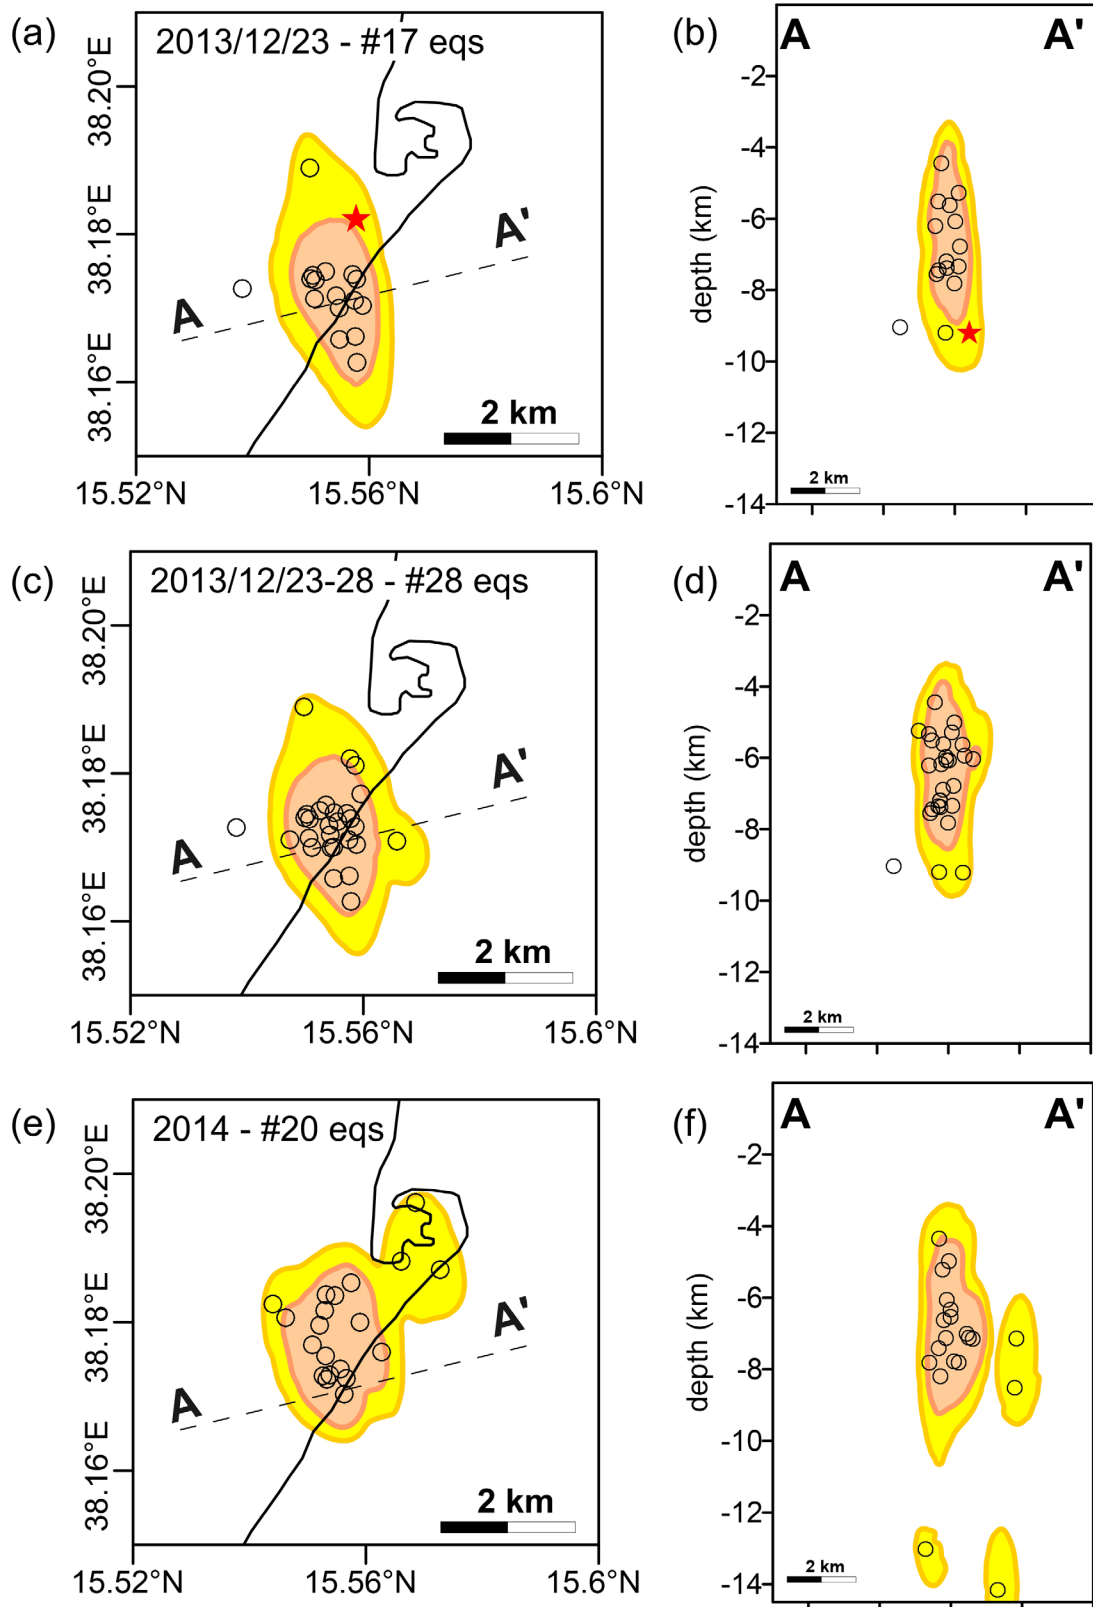 (a)
2013/12/23 - #17 eqs
38.20°E
38.18°E
38.16°E
A
A'
2 km
15.52°N
15.56°N
15.6°N
(b)
A
A'
depth (km)
-2
-4
-6
-8
-10
-12
-14
2 km
(c)
2013/12/23-28 - #28 eqs
38.20°E
38.18°E
38.16°E
A
A'
2 km
15.52°N
15.56°N
15.6°N
(d)
A
A'
depth (km)
-2
-4
-6
-8
-10
-12
-14
2 km
(e)
2014 - #20 eqs
38.20°E
38.18°E
38.16°E
A
A'
2 km
15.52°N
15.56°N
15.6°N
(f)
A
A'
depth (km)
-2
-4
-6
-8
-10
-12
-14
2 km